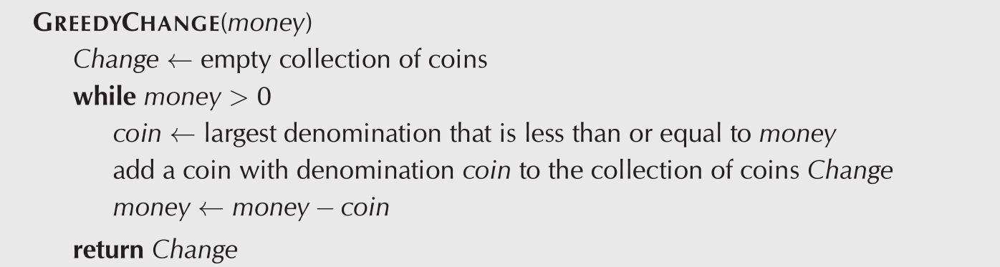 GREEDYCHANGE(money)
Change ← empty collection of coins
while money > 0
coin ← largest denomination that is less than or equal to money
add a coin with denomination coin to the collection of coins Change
money ← money − coin
return Change